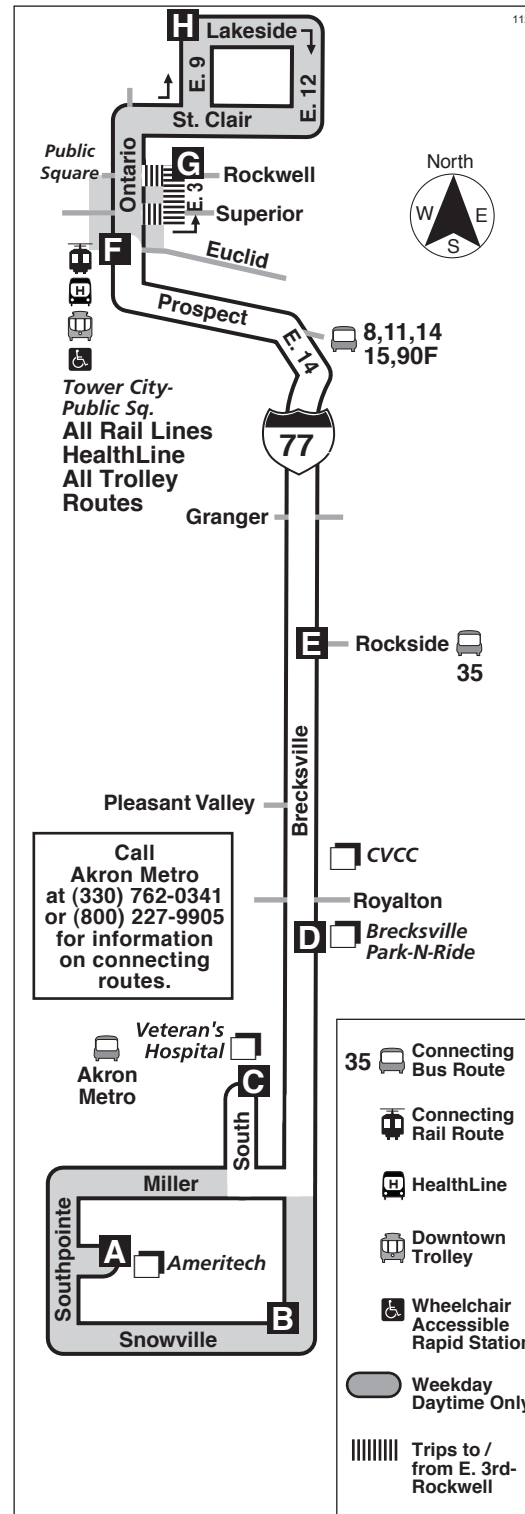 112
H
Lakeside
E. 9
E. 12
St. Clair
Public
Square
Ontario
G
Rockwell
E. 3
Superior
F
Euclid
H
Prospect
E. 14
8,11,14
15,90F
Tower City-
Public Sq.
All Rail Lines
HealthLine
All Trolley
Routes
North
W
E
S
77
Granger
E
Rockside
35
Brecksville
Pleasant Valley
CVCC
Call
Akron Metro
at (330) 762-0341
or (800) 227-9905
for information
on connecting
routes.
Royalton
D
Brecksville
Park-N-Ride
Veteran's
Hospital
Akron
Metro
C
South
Miller
Southpointe
A
Ameritech
B
Snowville
35
Connecting
Bus Route
Connecting
Rail Route
H
HealthLine
Downtown
Trolley
Wheelchair
Accessible
Rapid Station
Weekday
Daytime Only
Trips to /
from E. 3rd-
Rockwell